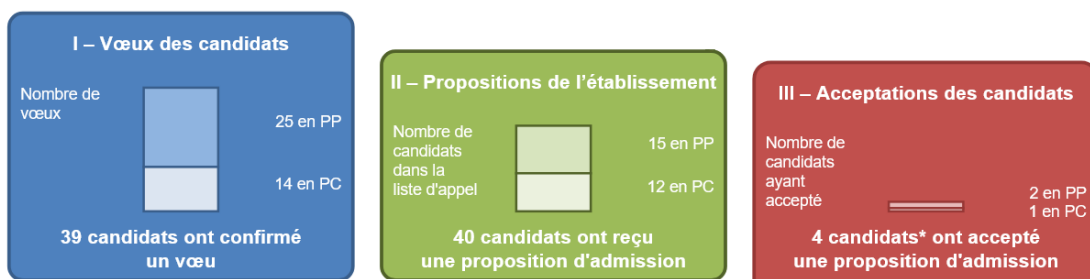 I – Vœux des candidats
Nombre de
vœux
25 en PP
14 en PC
39 candidats ont confirmé
un vœu
II – Propositions de l'établissement
Nombre de
candidats
dans la
liste d'appel
15 en PP
12 en PC
40 candidats ont reçu
une proposition d'admission
III – Acceptations des candidats
Nombre de
candidats
ayant
accepté
2 en PP
1 en PC
4 candidats* ont accepté
une proposition d'admission